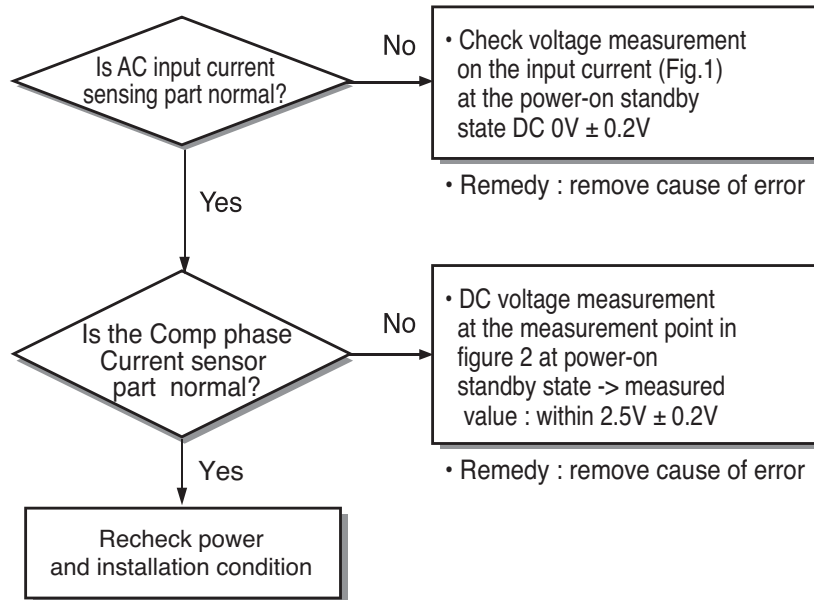 Is AC input current
sensing part normal?
No
• Check voltage measurement
on the input current (Fig.1)
at the power-on standby
state DC 0V ± 0.2V
• Remedy : remove cause of error
Yes
Is the Comp phase
Current sensor
part normal?
No
• DC voltage measurement
at the measurement point in
figure 2 at power-on
standby state -> measured
value : within 2.5V ± 0.2V
• Remedy : remove cause of error
Yes
Recheck power
and installation condition